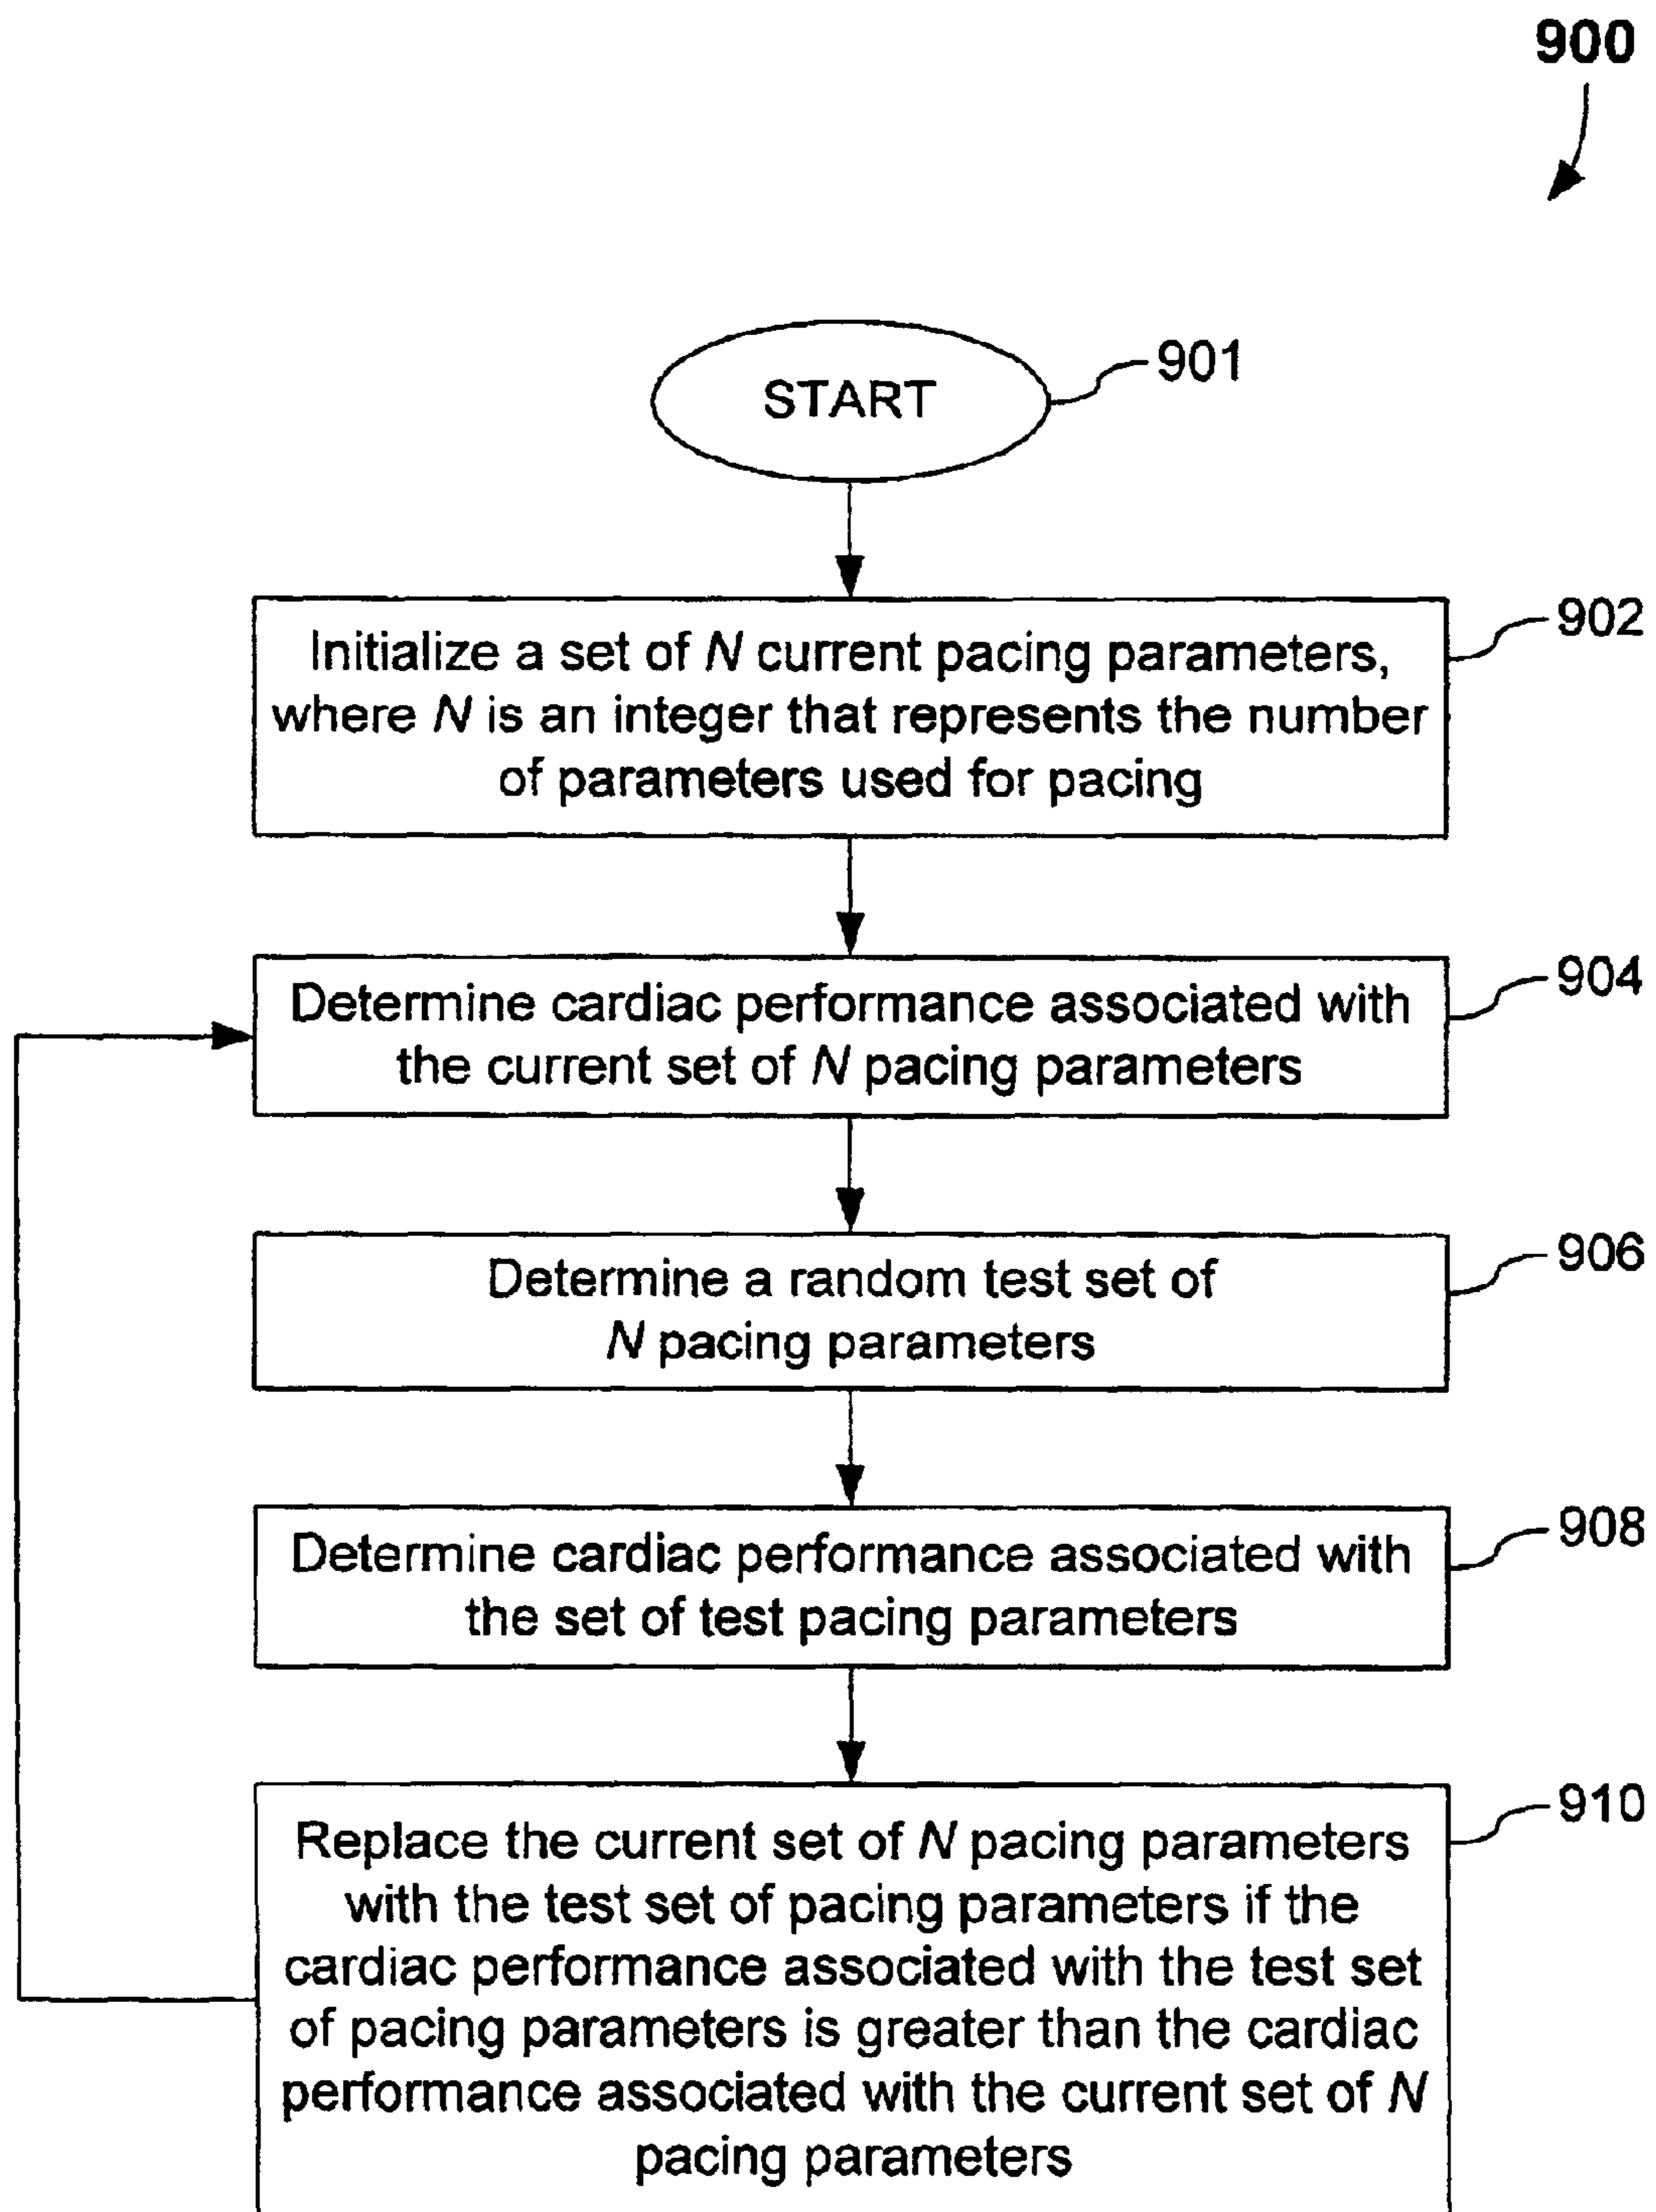 900
START
901
Initialize a set of N current pacing parameters,
where N is an integer that represents the number
of parameters used for pacing
902
Determine cardiac performance associated with
the current set of N pacing parameters
904
Determine a random test set of
N pacing parameters
906
Determine cardiac performance associated with
the set of test pacing parameters
908
Replace the current set of N pacing parameters
with the test set of pacing parameters if the
cardiac performance associated with the test set
of pacing parameters is greater than the cardiac
performance associated with the current set of N
pacing parameters
910